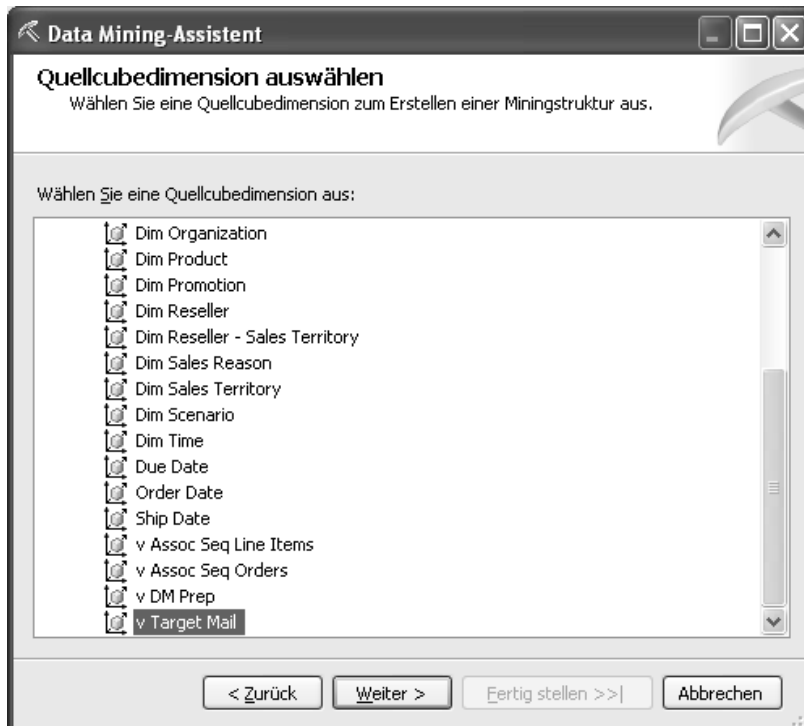 Data Mining-Assistent
Quellcubedimension auswählen
Wählen Sie eine Quellcubedimension zum Erstellen einer Miningstruktur aus.
Wählen Sie eine Quellcubedimension aus:
Dim Organization
Dim Product
Dim Promotion
Dim Reseller
Dim Reseller - Sales Territory
Dim Sales Reason
Dim Sales Territory
Dim Scenario
Dim Time
Due Date
Order Date
Ship Date
v Assoc Seq Line Items
v Assoc Seq Orders
v DM Prep
v Target Mail
< Zurück Weiter > Fertig stellen >>| Abbrechen